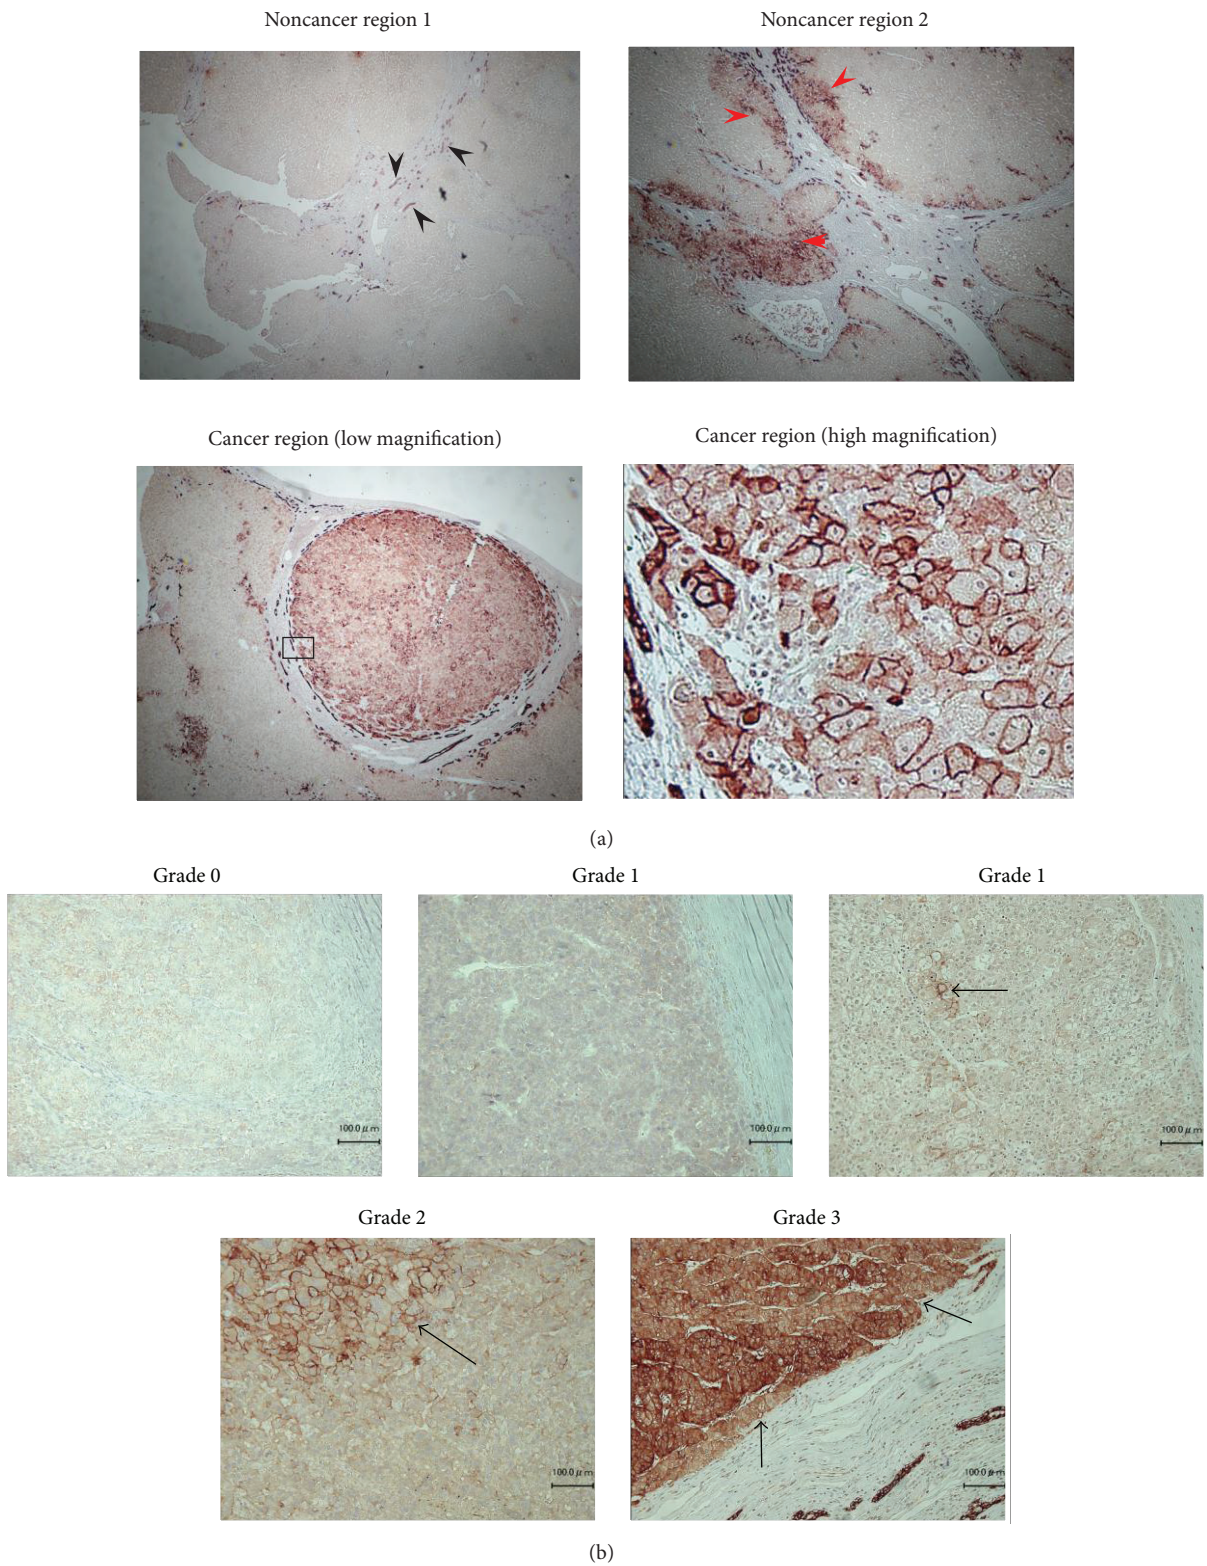 Noncancer region 1
Noncancer region 2
Cancer region (low magnification)
Cancer region (high magnification)
(a)
Grade 0
Grade 1
Grade 1
100.0 μm
100.0 μm
100.0 μm
Grade 2
Grade 3
100.0 μm
100.0 μm
(b)